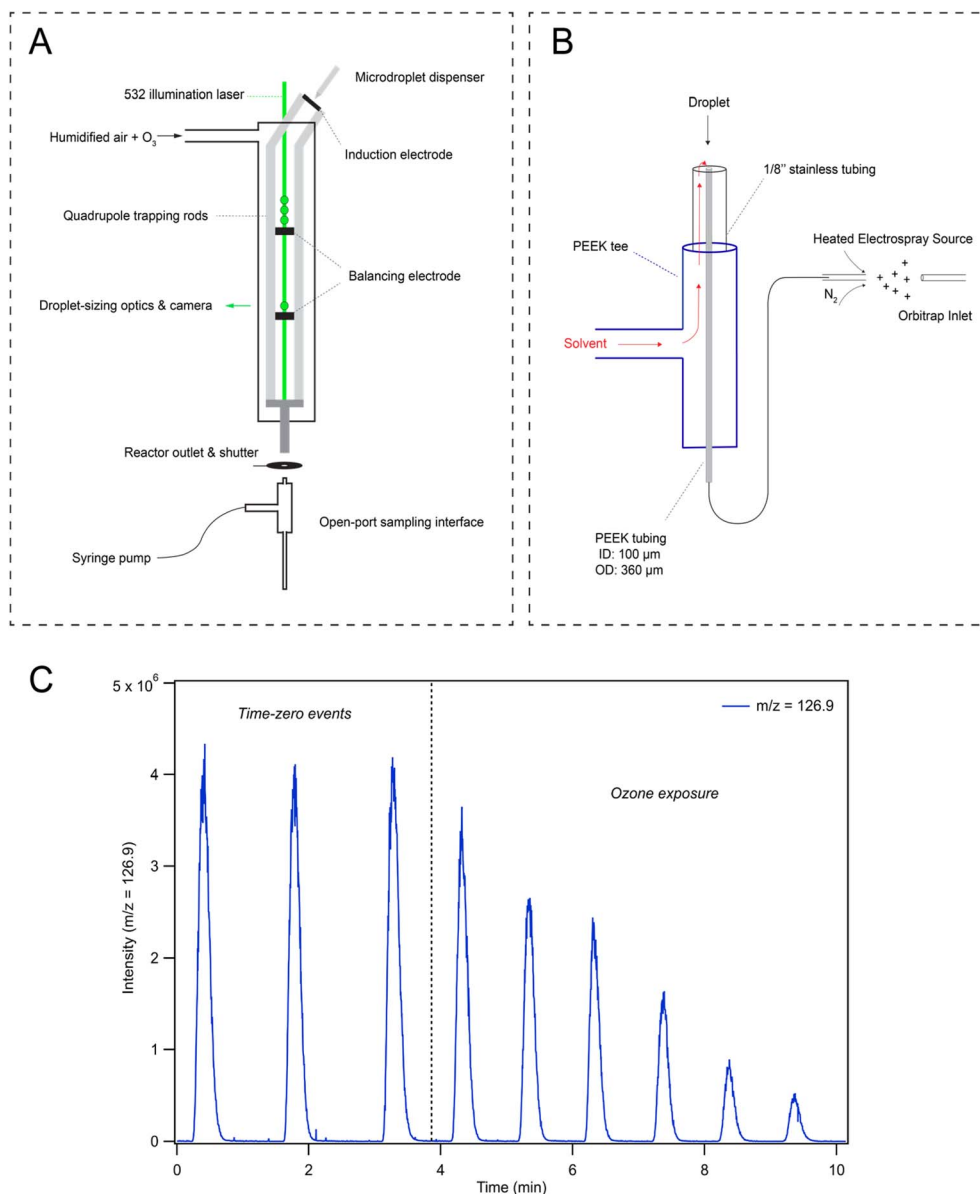 A
Microdroplet dispenser
532 illumination laser
Humidified air + O₃
Induction electrode
Quadrupole trapping rods
Balancing electrode
Droplet-sizing optics & camera
Reactor outlet & shutter
Open-port sampling interface
Syringe pump
B
Droplet
1/8'' stainless tubing
PEEK tee
Heated Electrospray Source
+ + + + + + + +
N₂
Orbitrap Inlet
Solvent
PEEK tubing
ID: 100 µm
OD: 360 µm
C
5 x 10⁶
Time-zero events
m/z = 126.9
Ozone exposure
4
3
2
1
0
Intensity (m/z = 126.9)
0 2 4 6 8 10
Time (min)